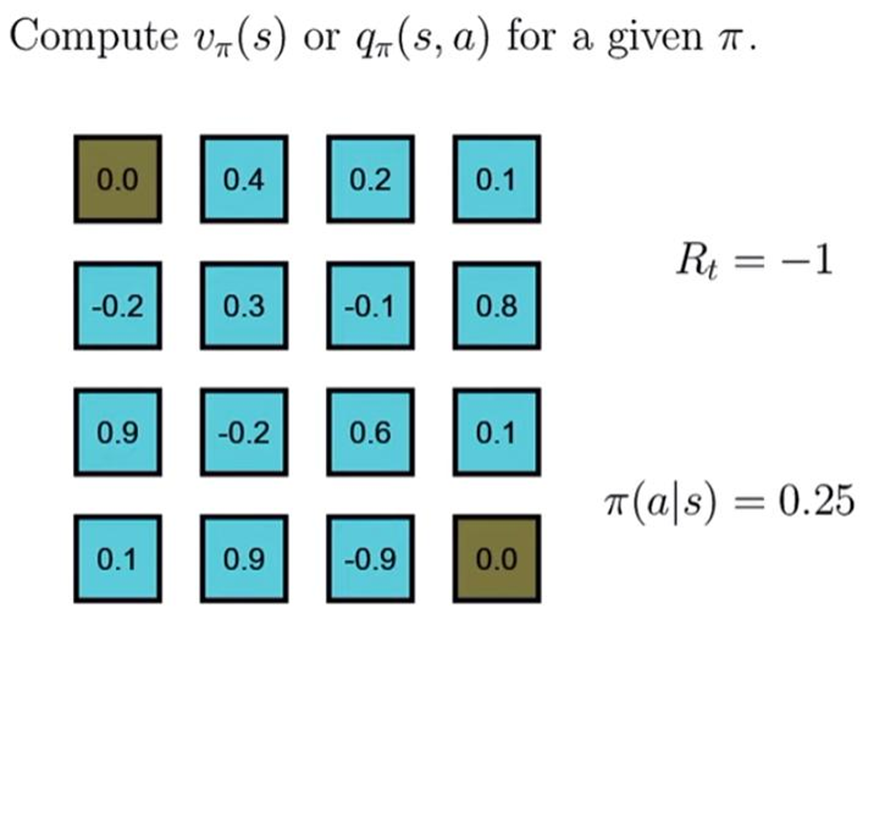 Compute vπ(s) or qπ(s, a) for a given π.
0.0 0.4 0.2 0.1
Rt = −1
-0.2 0.3 -0.1 0.8
0.9 -0.2 0.6 0.1
π(a|s) = 0.25
0.1 0.9 -0.9 0.0